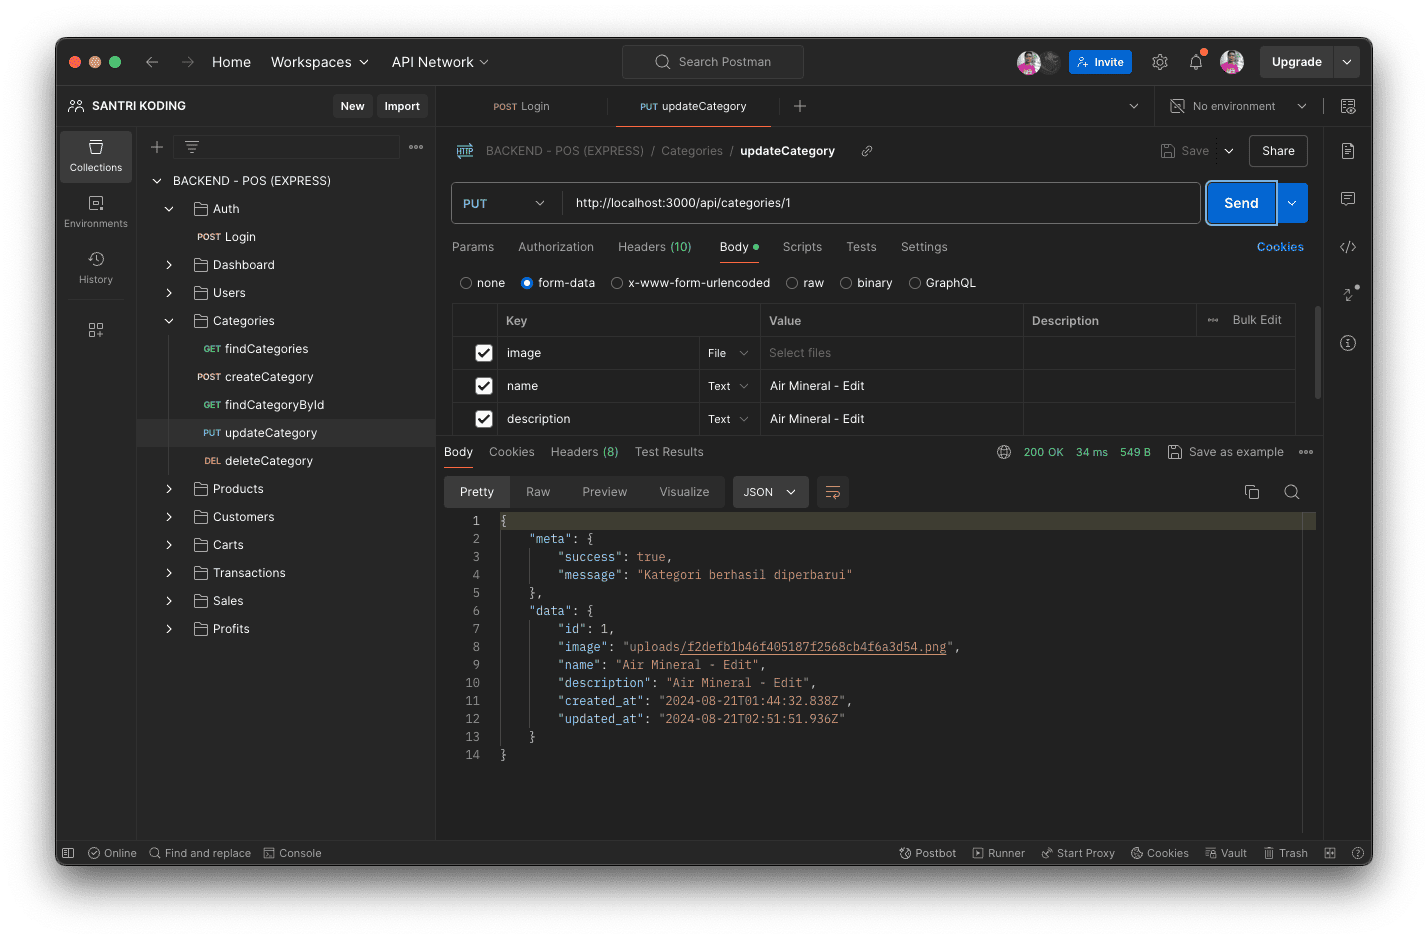 Home Workspaces API Network Search Postman Invite Upgrade
SANTRI KODING New Import POST Login PUT updateCategory No environment
Collections
Environments
History
BACKEND - POS (EXPRESS)
Auth
POST Login
Dashboard
Users
Categories
GET findCategories
POST createCategory
GET findCategoryById
PUT updateCategory
DEL deleteCategory
Products
Customers
Carts
Transactions
Sales
Profits
HTTP BACKEND - POS (EXPRESS) / Categories / updateCategory Save Share
PUT http://localhost:3000/api/categories/1 Send
Params Authorization Headers (10) Body Scripts Tests Settings Cookies
none form-data x-www-form-urlencoded raw binary GraphQL
Key Value Description Bulk Edit
image File Select files
name Text Air Mineral - Edit
description Text Air Mineral - Edit
Body Cookies Headers (8) Test Results 200 OK 34 ms 549 B Save as example
Pretty Raw Preview Visualize JSON
1 {
2 "meta": {
3 "success": true,
4 "message": "Kategori berhasil diperbarui"
5 },
6 "data": {
7 "id": 1,
8 "image": "uploads/f2defb1b46f405187f2568cb4f6a3d54.png",
9 "name": "Air Mineral - Edit",
10 "description": "Air Mineral - Edit",
11 "created_at": "2024-08-21T01:44:32.838Z",
12 "updated_at": "2024-08-21T02:51:51.936Z"
13 }
14 }
Online Find and replace Console Postbot Runner Start Proxy Cookies Vault Trash